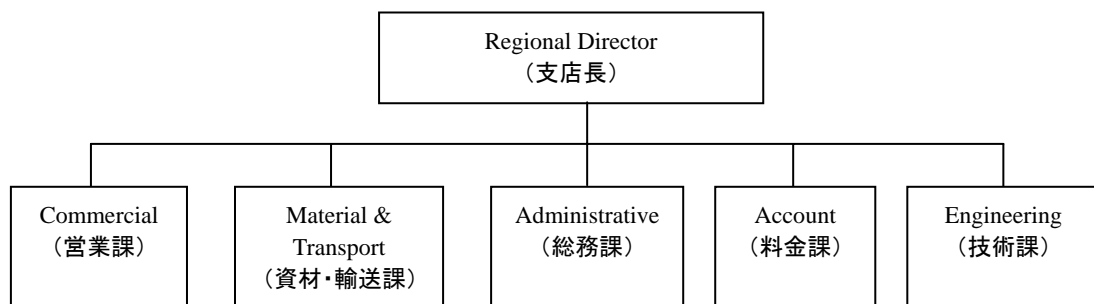 Regional Director
（支店長）
Commercial
（営業課）
Material &
Transport
（資材・輸送課）
Administrative
（総務課）
Account
（料金課）
Engineering
（技術課）